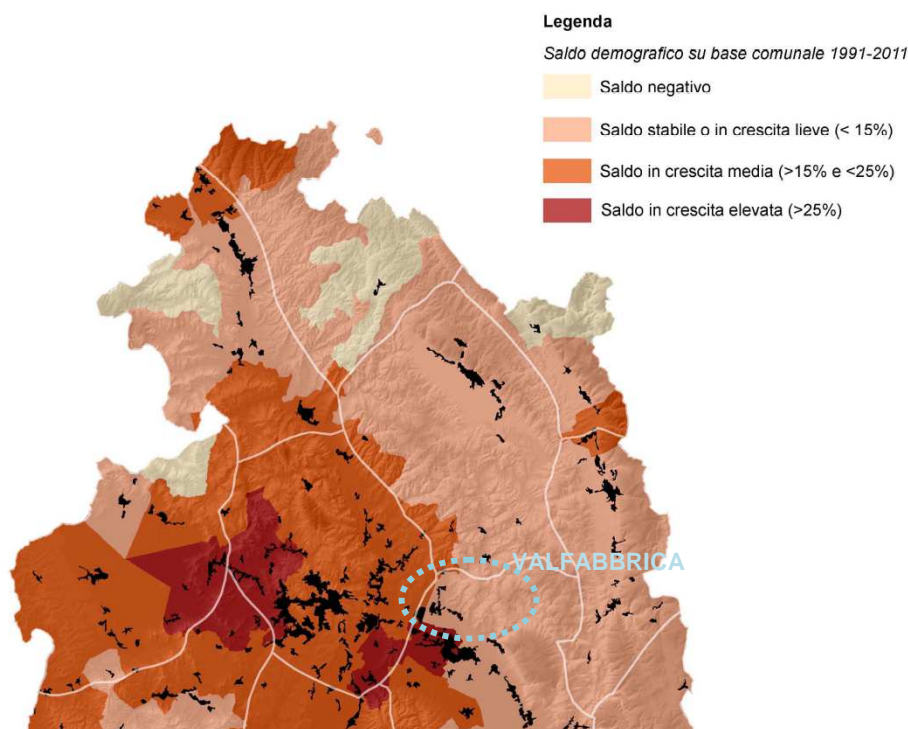 Legenda
Saldo demografico su base comunale 1991-2011
Saldo negativo
Saldo stabile o in crescita lieve (< 15%)
Saldo in crescita media (>15% e <25%)
Saldo in crescita elevata (>25%)
VALFABBRICA